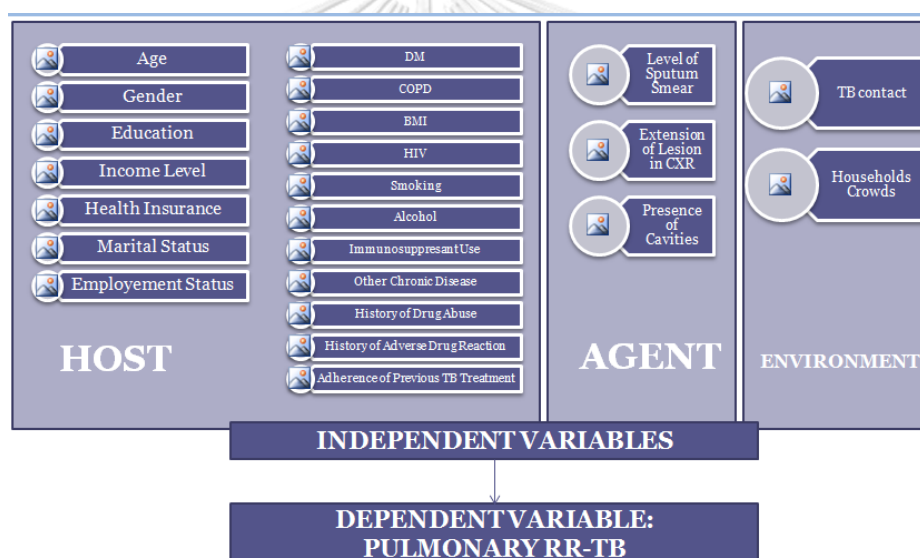 Age
Gender
Education
Income Level
Health Insurance
Marital Status
Employement Status
DM
COPD
BMI
HIV
Smoking
Alcohol
Immunosuppresant Use
Other Chronic Disease
History of Drug Abuse
History of Adverse Drug Reaction
Adherence of Previous TB Treatment
HOST
Level of
Sputum
Smear
Extension
of Lesion
in CXR
Presence
of
Cavities
AGENT
TB contact
Households
Crowds
ENVIRONMENT
INDEPENDENT VARIABLES
DEPENDENT VARIABLE:
PULMONARY RR-TB